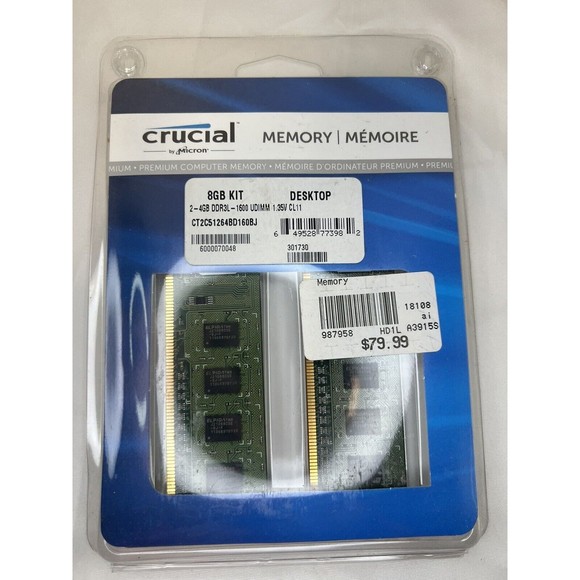 crucial
by Micron
MEMORY | MÉMOIRE
MIUM • PREMIUM COMPUTER MEMORY • MÉMOIRE D'ORDINATEUR PREMIUM • PREM
8GB KIT DESKTOP
2-4GB DDR3L-1600 UDIMM 1.35V CL11
CT2C51264BD160BJ
6 49528 77398 2
6000070048
301730
Memory
18108
ai
987958 HD1L A3915S
$79.99